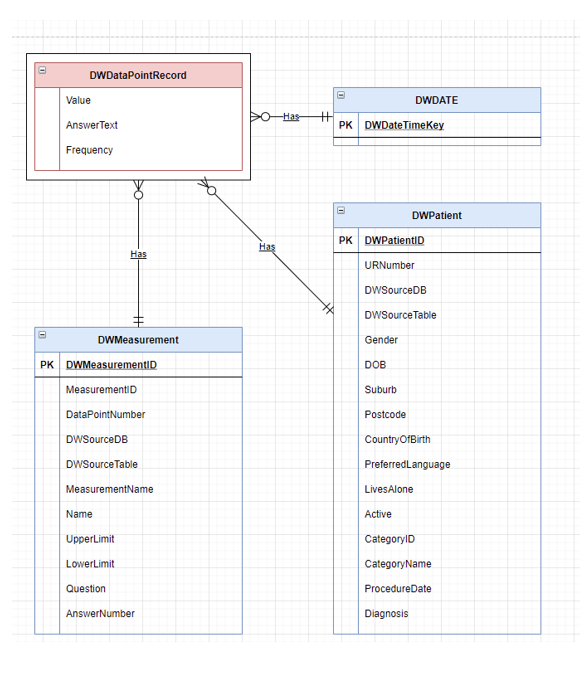 DWDataPointRecord
Value
AnswerText
Frequency
Has
DWDATE
PK DWDateTimeKey
Has
Has
DWPatient
PK DWPatientID
URNumber
DWSourceDB
DWSourceTable
Gender
DOB
Suburb
Postcode
CountryOfBirth
PreferredLanguage
LivesAlone
Active
CategoryID
CategoryName
ProcedureDate
Diagnosis
DWMeasurement
PK DWMeasurementID
MeasurementID
DataPointNumber
DWSourceDB
DWSourceTable
MeasurementName
Name
UpperLimit
LowerLimit
Question
AnswerNumber